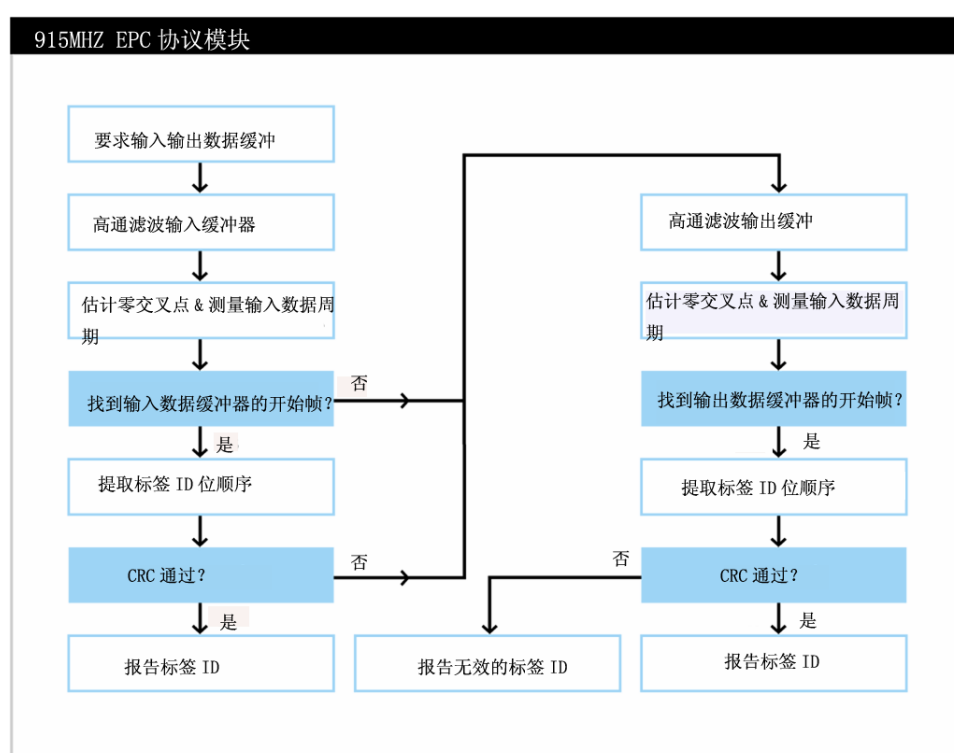 915MHZ EPC 协议模块
要求输入输出数据缓冲
高通滤波输入缓冲器
估计零交叉点 & 测量输入数据周
期
找到输入数据缓冲器的开始帧？
否
是
提取标签 ID 位顺序
CRC 通过？
否
是
报告标签 ID
高通滤波输出缓冲
估计零交叉点 & 测量输入数据周
期
找到输出数据缓冲器的开始帧？
是
提取标签 ID 位顺序
CRC 通过？
否
是
报告无效的标签 ID
报告标签 ID